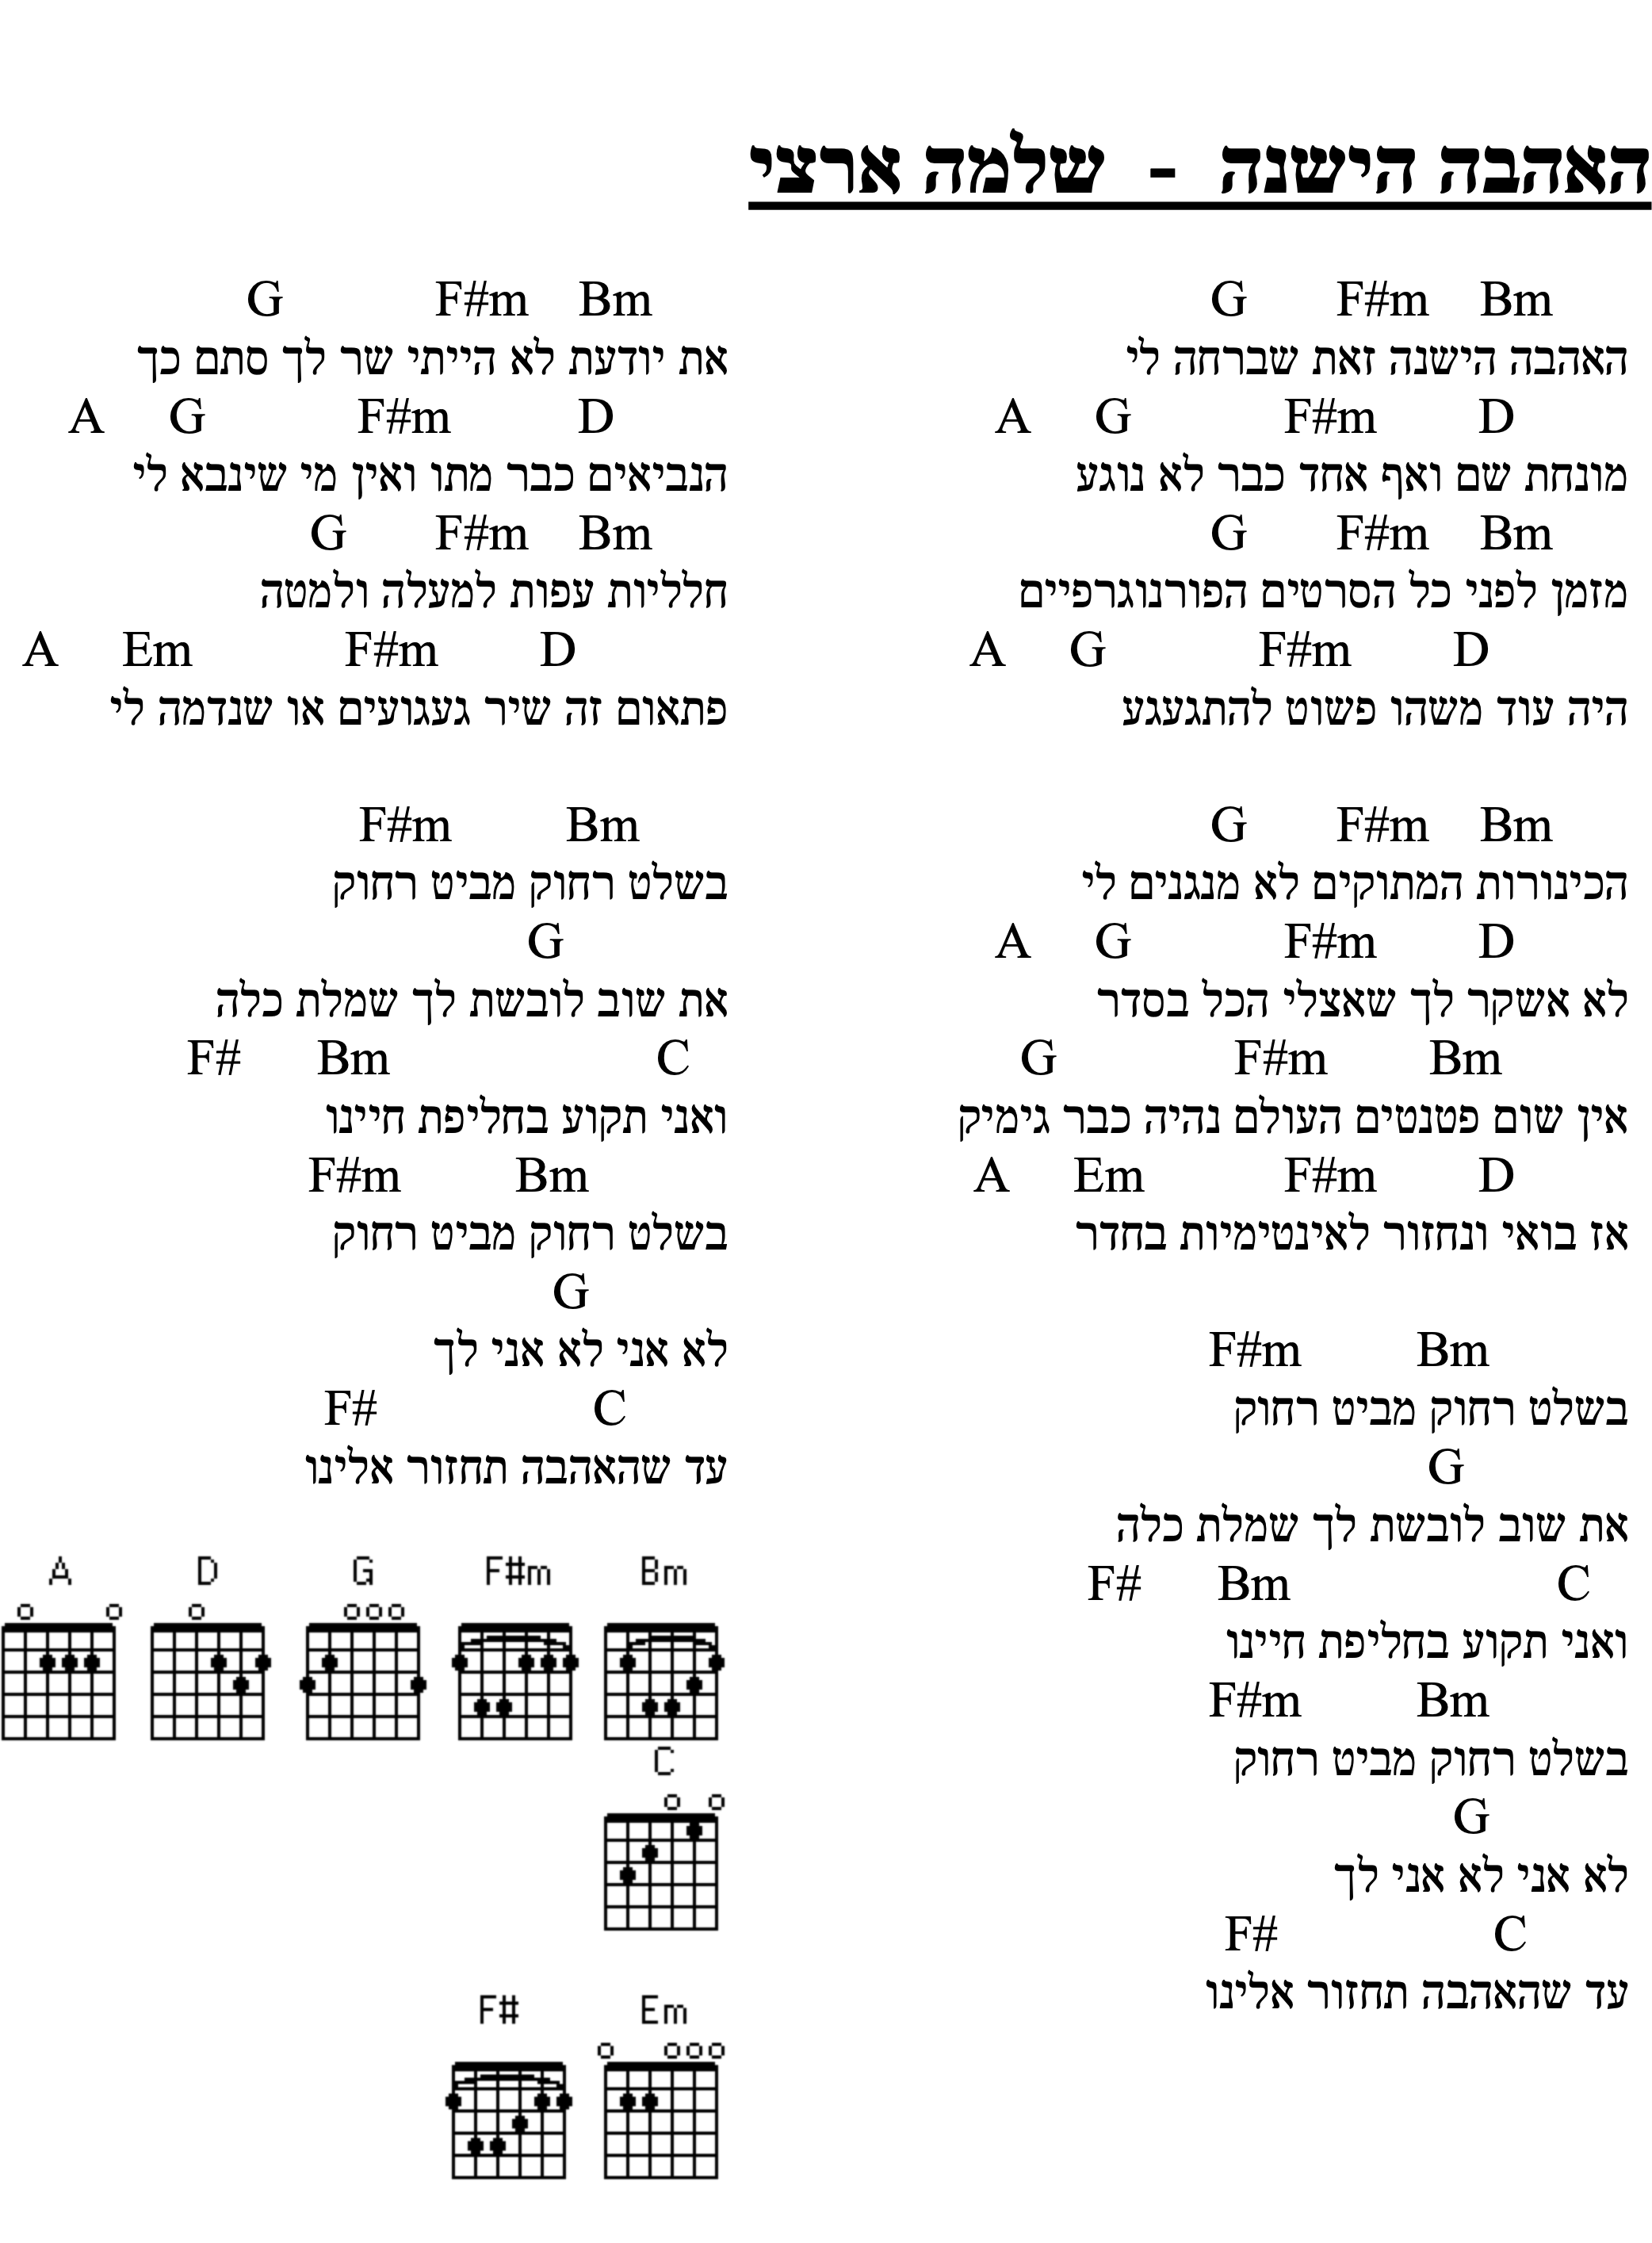 האהבה הישנה - שלמה ארצי
Bm F#m G
האהבה הישנה זאת שברחה לי
D F#m G A
מונחת שם ואף אחד כבר לא נוגע
Bm F#m G
מזמן לפני כל הסרטים הפורנוגרפיים
D F#m G A
היה עוד משהו פשוט להתגעגע
Bm F#m G
הכינורות המתוקים לא מנגנים לי
D F#m G A
לא אשקר לך שאצלי הכל בסדר
Bm F#m G
אין שום פטנטים העולם נהיה כבר גימיק
D F#m Em A
אז בואי ונחזור לאינטימיות בחדר
Bm F#m
בשלט רחוק מביט רחוק
G
את שוב לובשת לך שמלת כלה
C Bm F#
ואני תקוע בחליפת חיינו
Bm F#m
בשלט רחוק מביט רחוק
G
לא אני לא אני לך
C F#
עד שהאהבה תחזור אלינו
Bm F#m G
את יודעת לא הייתי שר לך סתם כך
D F#m G A
הנביאים כבר מתו ואין מי שינבא לי
Bm F#m G
חלליות עפות למעלה ולמטה
D F#m Em A
פתאום זה שיר געגועים או שנדמה לי
Bm F#m
בשלט רחוק מביט רחוק
G
את שוב לובשת לך שמלת כלה
C Bm F#
ואני תקוע בחליפת חיינו
Bm F#m
בשלט רחוק מביט רחוק
G
לא אני לא אני לך
C F#
עד שהאהבה תחזור אלינו
Bm F#m G D A
C
Em F#